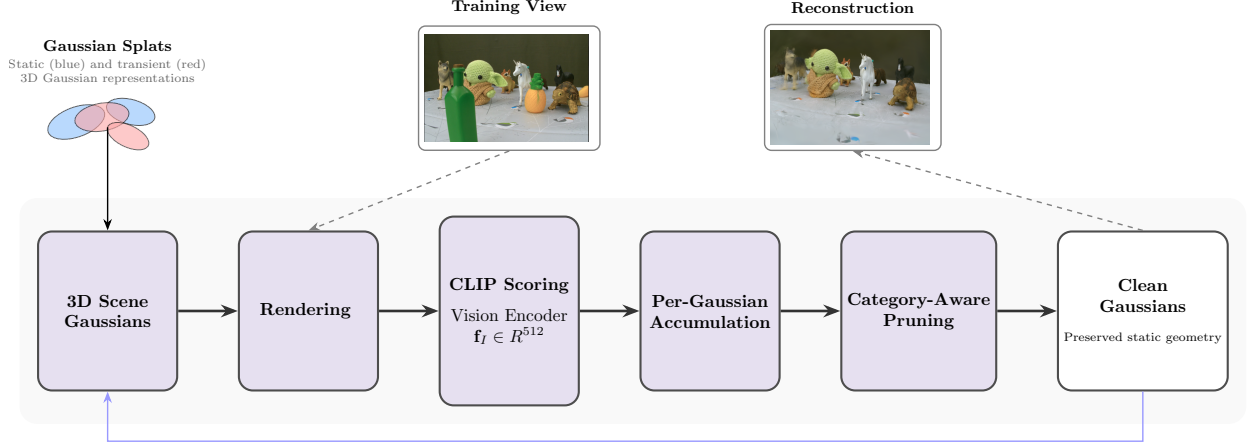 Training View
Reconstruction
Gaussian Splats
Static (blue) and transient (red)
3D Gaussian representations
3D Scene
Gaussians
Rendering
CLIP Scoring
Vision Encoder
f_I ∈ R^512
Per-Gaussian
Accumulation
Category-Aware
Pruning
Clean
Gaussians
Preserved static geometry